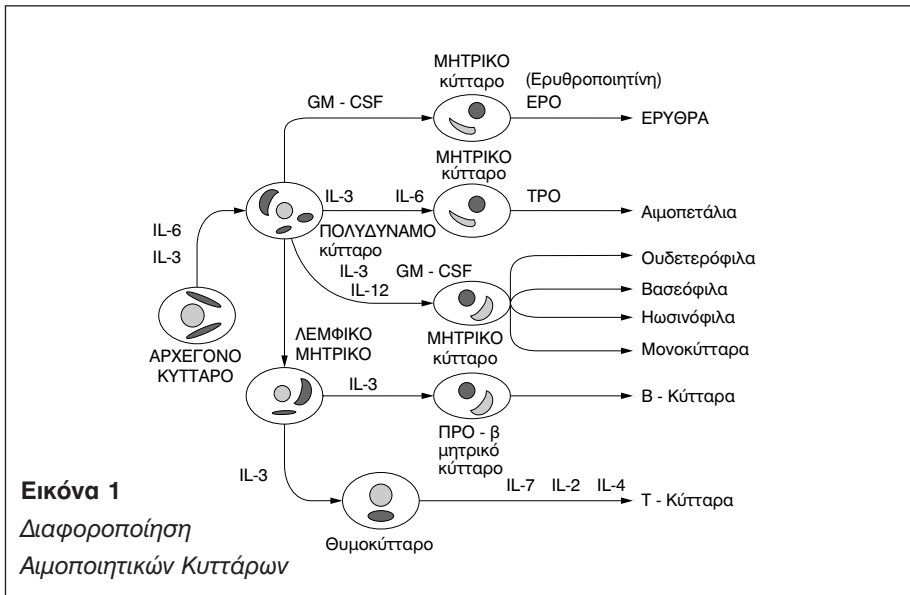 ΜΗΤΡΙΚΟ
κύτταρο
(Ερυθροποιητίνη)
GM - CSF
ΕΡΟ
ΕΡΥΘΡΑ
ΜΗΤΡΙΚΟ
κύτταρο
IL-3
IL-6
ΤΡΟ
Αιμοπετάλια
ΠΟΛΥΔΥΝΑΜΟ
κύτταρο
IL-6
IL-3
IL-3
IL-12
GM - CSF
Ουδετερόφιλα
Βασεόφιλα
Ηωσινόφιλα
Μονοκύτταρα
ΜΗΤΡΙΚΟ
κύτταρο
ΑΡΧΕΓΟΝΟ
ΚΥΤΤΑΡΟ
ΛΕΜΦΙΚΟ
ΜΗΤΡΙΚΟ
IL-3
Β - Κύτταρα
ΠΡΟ - β
μητρικό
κύτταρο
IL-3
IL-7 IL-2 IL-4
Τ - Κύτταρα
Θυμοκύτταρο
Εικόνα 1
Διαφοροποίηση
Αιμοποιητικών Κυττάρων